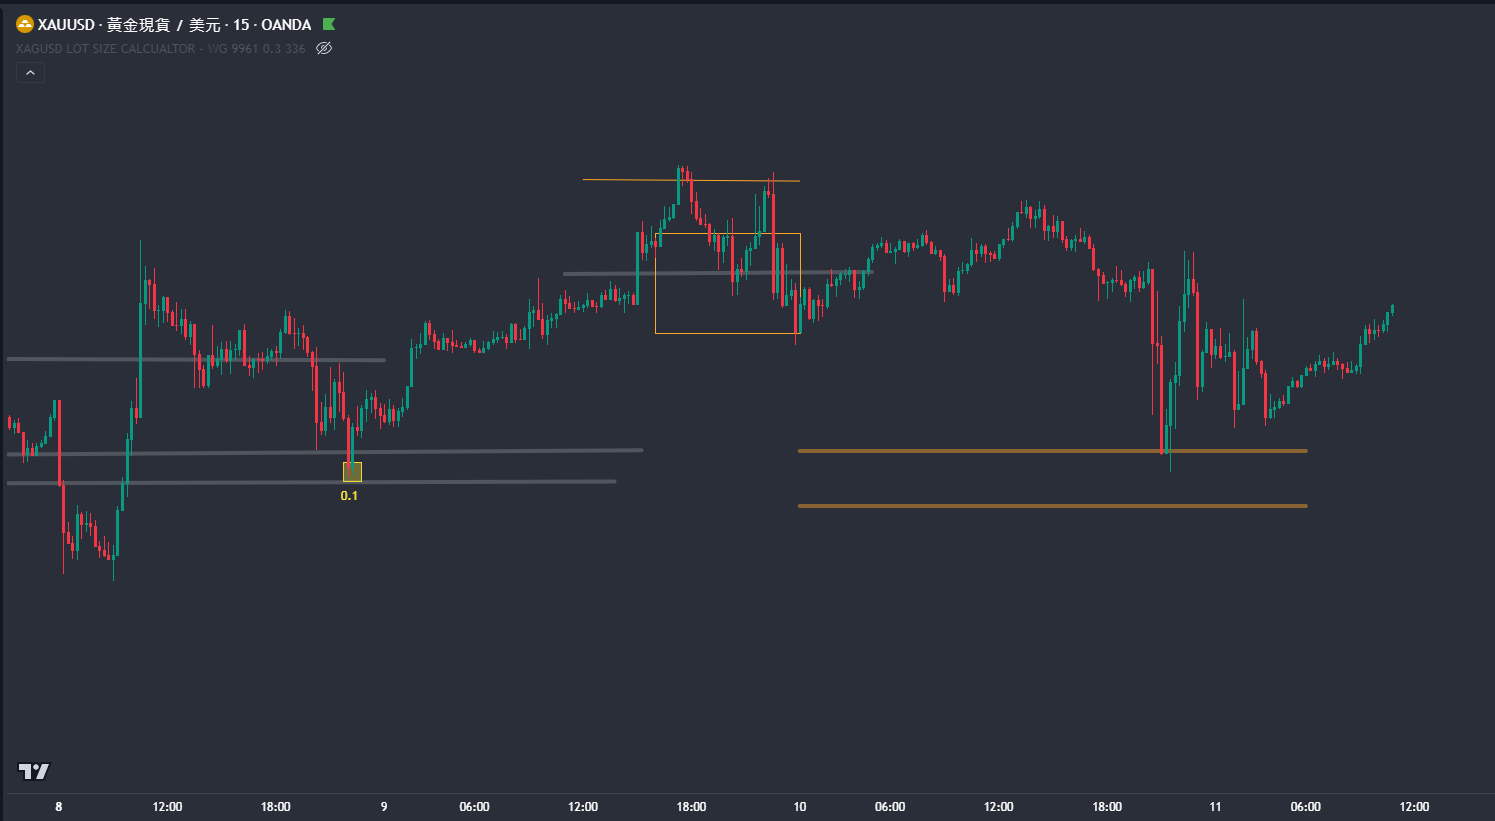 XAUUSD · 黃金現貨 / 美元 · 15 · OANDA
XAGUSD LOT SIZE CALCUALTOR - WG 9961 0.3 336
0.1
8 12:00 18:00 9 06:00 12:00 18:00 10 06:00 12:00 18:00 11 06:00 12:00